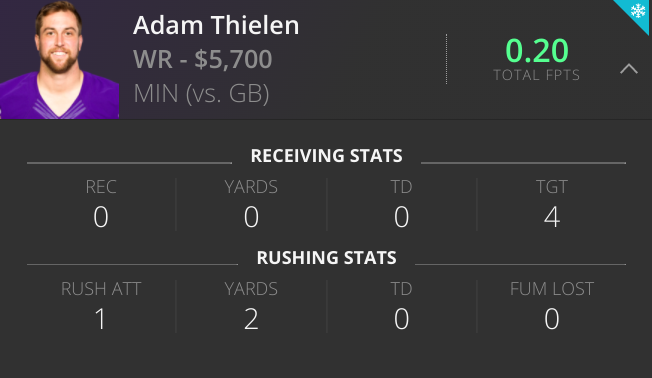 Adam Thielen
WR - $5,700
MIN (vs. GB)
0.20
TOTAL FPTS
RECEIVING STATS
REC YARDS TD TGT
0 0 0 4
RUSHING STATS
RUSH ATT YARDS TD FUM LOST
1 2 0 0